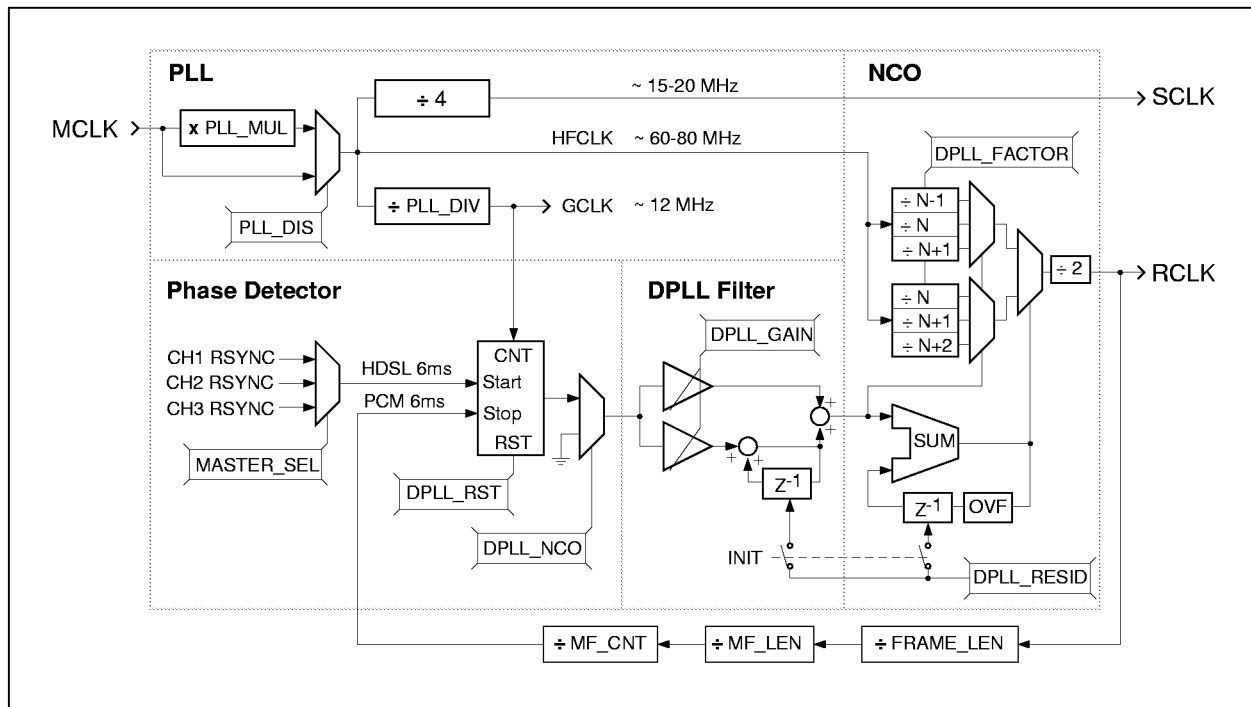 PLL
NCO
÷ 4
~ 15-20 MHz
SCLK
MCLK
x PLL_MUL
HFCLK ~ 60-80 MHz
DPLL_FACTOR
÷ PLL_DIV
GCLK ~ 12 MHz
PLL_DIS
÷ N-1
÷ N
÷ N+1
÷ 2
RCLK
÷ N
÷ N+1
÷ N+2
Phase Detector
DPLL Filter
DPLL_GAIN
CH1 RSYNC
CH2 RSYNC
CH3 RSYNC
HDSL 6ms
PCM 6ms
CNT
Start
Stop
RST
+
+
+
+
SUM
MASTER_SEL
DPLL_RST
Z-1
Z-1
OVF
DPLL_NCO
INIT
DPLL_RESID
÷ MF_CNT
÷ MF_LEN
÷ FRAME_LEN